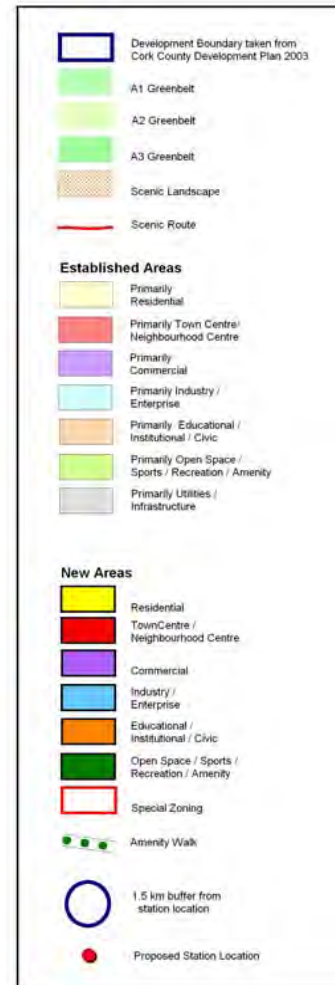 Development Boundary taken from
Cork County Development Plan 2003
A1 Greenbelt
A2 Greenbelt
A3 Greenbelt
Scenic Landscape
Scenic Route
Established Areas
Primarily
Residential
Primarily Town Centre/
Neighbourhood Centre
Primarily
Commercial
Primarily Industry /
Enterprise
Primarily Educational /
Institutional / Civic
Primarily Open Space /
Sports / Recreation / Amenity
Primarily Utilities /
Infrastructure
New Areas
Residential
TownCentre /
Neighbourhood Centre
Commercial
Industry /
Enterprise
Educational /
Institutional / Civic
Open Space / Sports /
Recreation / Amenity
Special Zoning
Amenity Walk
1.5 km buffer from
station location
Proposed Station Location